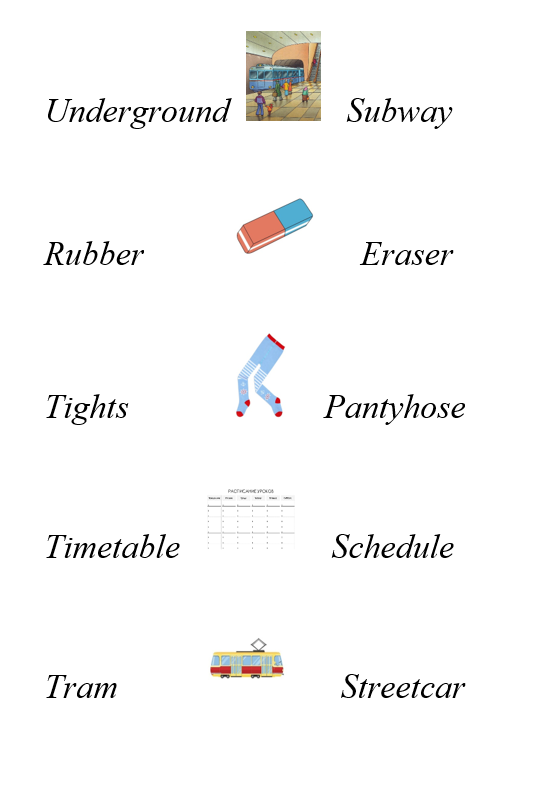 Underground Subway
Rubber Eraser
Tights Pantyhose
РАСПИСАНИЕ УРОКОВ
Timetable Schedule
Tram Streetcar